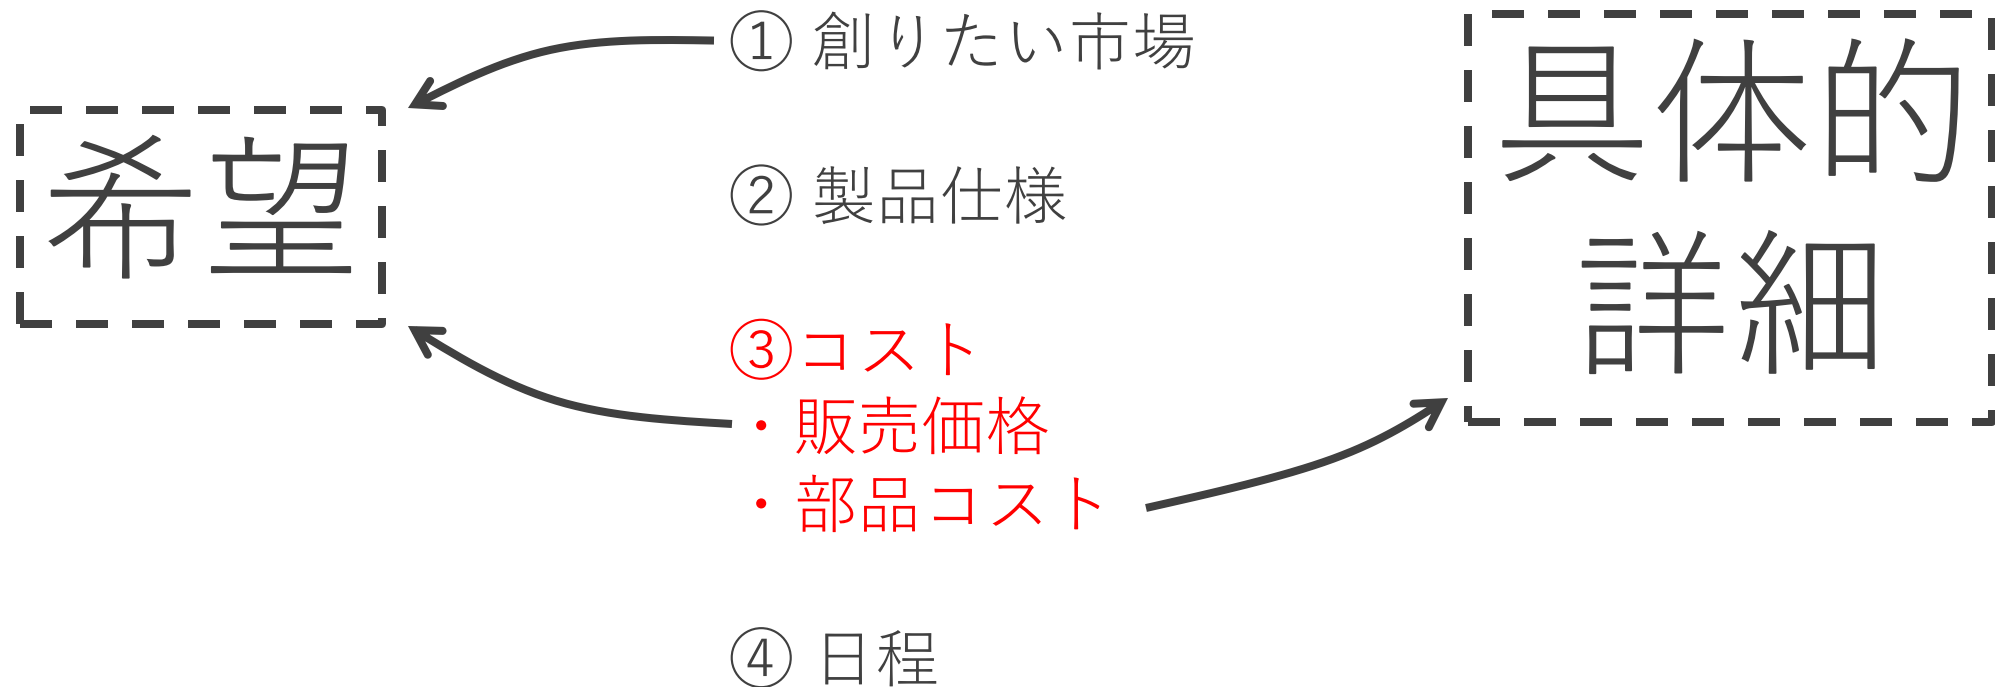 希望
① 創りたい市場
② 製品仕様
③コスト
・販売価格
・部品コスト
④ 日程
具体的
詳細